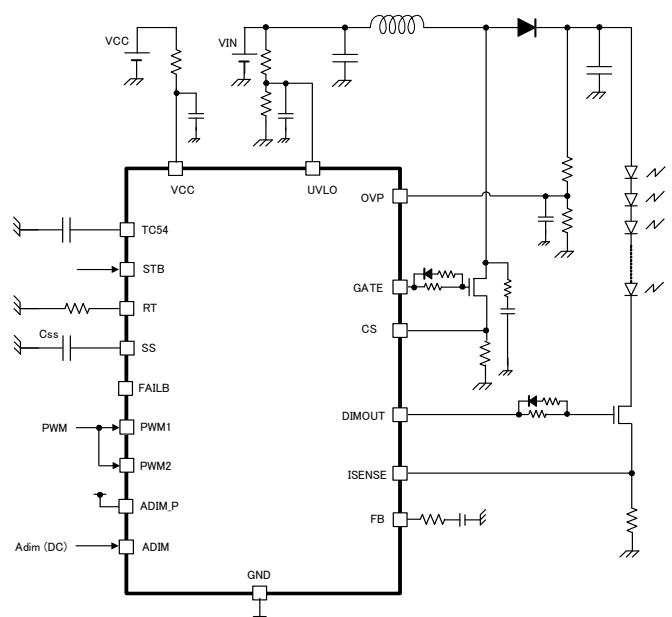 VCC
VIN
VCC
UVLO
OVP
TC54
STB
GATE
RT
CS
Css
SS
FAILB
DIMOUT
PWM
PWM1
PWM2
ISENSE
ADIM_P
FB
Adim (DC)
ADIM
GND